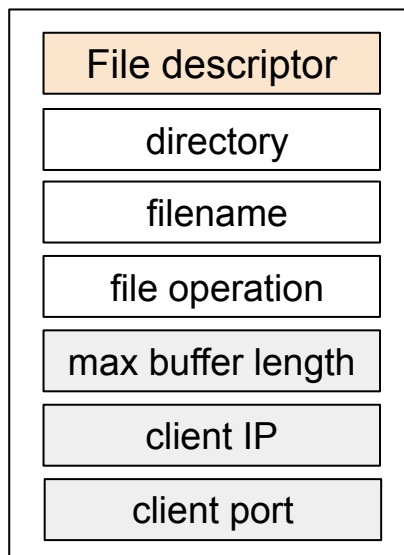 File descriptor
directory
filename
file operation
max buffer length
client IP
client port